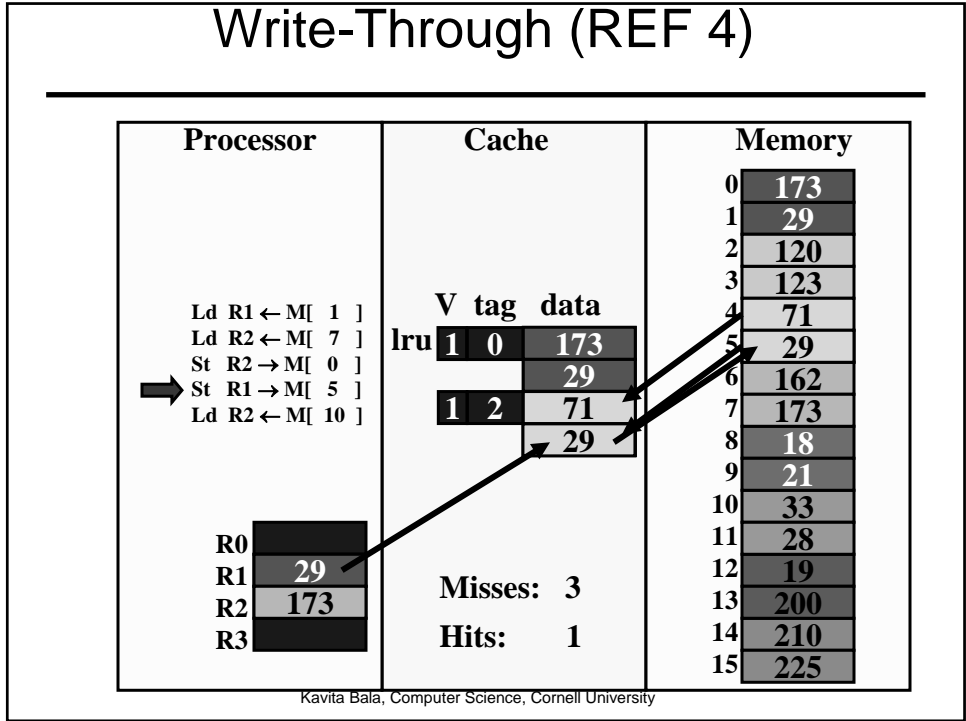 Write-Through (REF 4)
Processor
Ld R1 ← M[ 1 ]
Ld R2 ← M[ 7 ]
St R2 → M[ 0 ]
St R1 → M[ 5 ]
Ld R2 ← M[ 10 ]
R0
R1 29
R2 173
R3
Cache
V tag data
lru 1 0 173
29
1 2 71
29
Misses: 3
Hits: 1
Memory
0 173
1 29
2 120
3 123
4 71
5 29
6 162
7 173
8 18
9 21
10 33
11 28
12 19
13 200
14 210
15 225
Kavita Bala, Computer Science, Cornell University